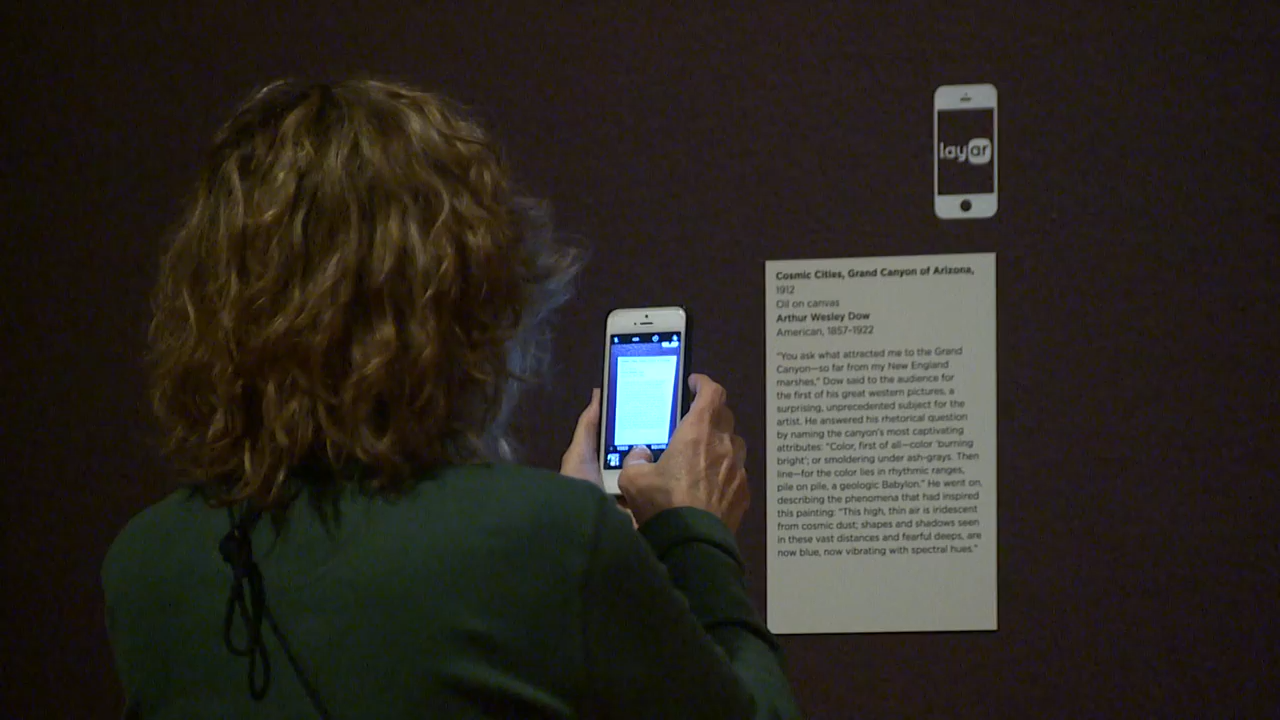 layar
Cosmic Cities, Grand Canyon of Arizona,
1912
Oil on canvas
Arthur Wesley Dow
American, 1857–1922
"You ask what attracted me to the Grand
Canyon—so far from my New England
marshes," Dow said to the audience for
the first of his great western pictures, a
surprising, unprecedented subject for the
artist. He answered his rhetorical question
by naming the canyon's most captivating
attributes: "Color, first of all—color 'burning
bright'; or smoldering under ash-grays. Then
line—for the color lies in rhythmic ranges,
pile on pile, a geologic Babylon." He went on,
describing the phenomena that had inspired
this painting: "This high, thin air is iridescent
from cosmic dust; shapes and shadows seen
in these vast distances and fearful deeps, are
now blue, now vibrating with spectral hues."